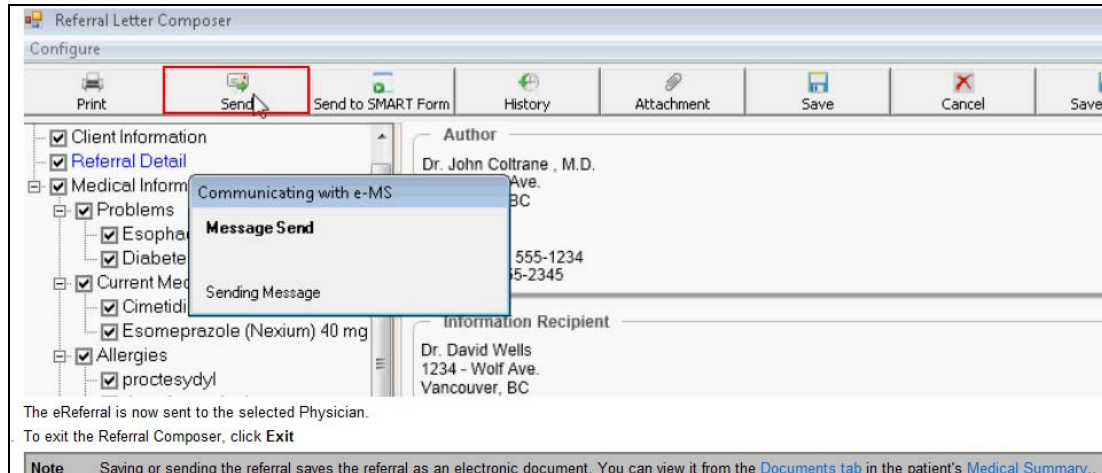 Referral Letter Composer
Configure
Print Send Send to SMART Form History Attachment Save Cancel Save
Client Information
Referral Detail
Medical Inform
Problems
Esopha
Diabete
Current Med
Cimetidi
Esomeprazole (Nexium) 40 mg
Allergies
proctesydyl
Communicating with e-MS
Message Send
Sending Message
Author
Dr. John Coltrane , M.D.
Ave.
BC
555-1234
55-2345
Information Recipient
Dr. David Wells
1234 - Wolf Ave.
Vancouver, BC
The eReferral is now sent to the selected Physician.
. To exit the Referral Composer, click Exit
Note Saving or sending the referral saves the referral as an electronic document. You can view it from the Documents tab in the patient's Medical Summary..